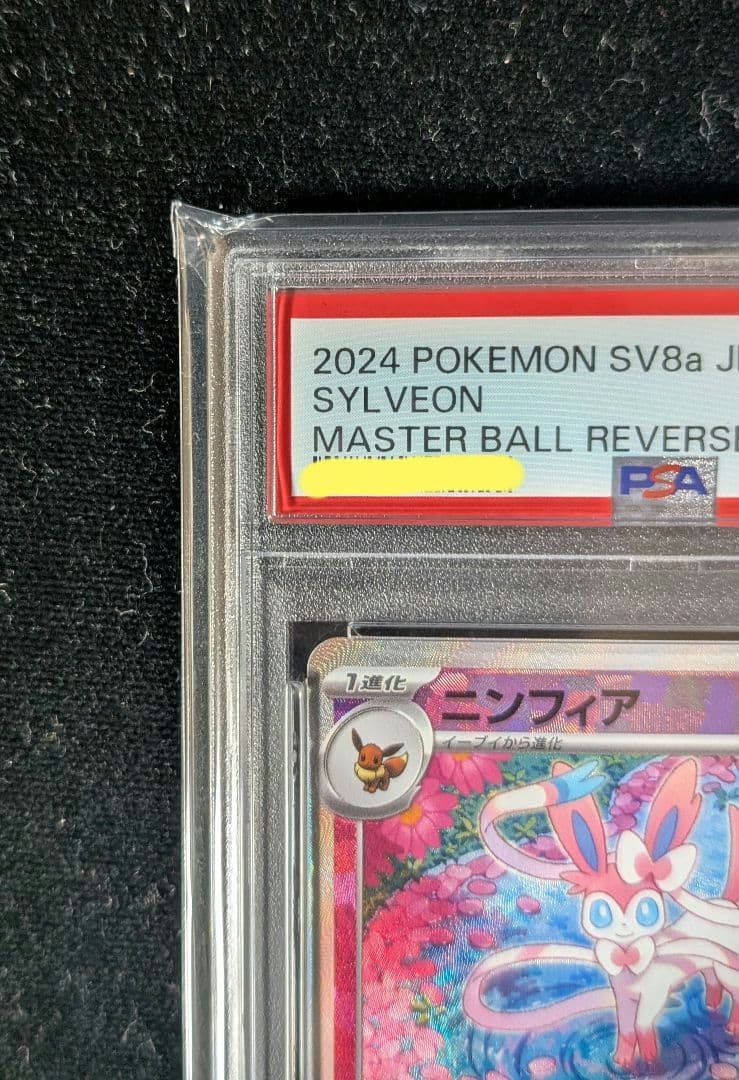 2024 POKEMON SV8a
SYLVEON
MASTER BALL REVERSE
PSA
1進化
ニンフィア
イーブイから進化